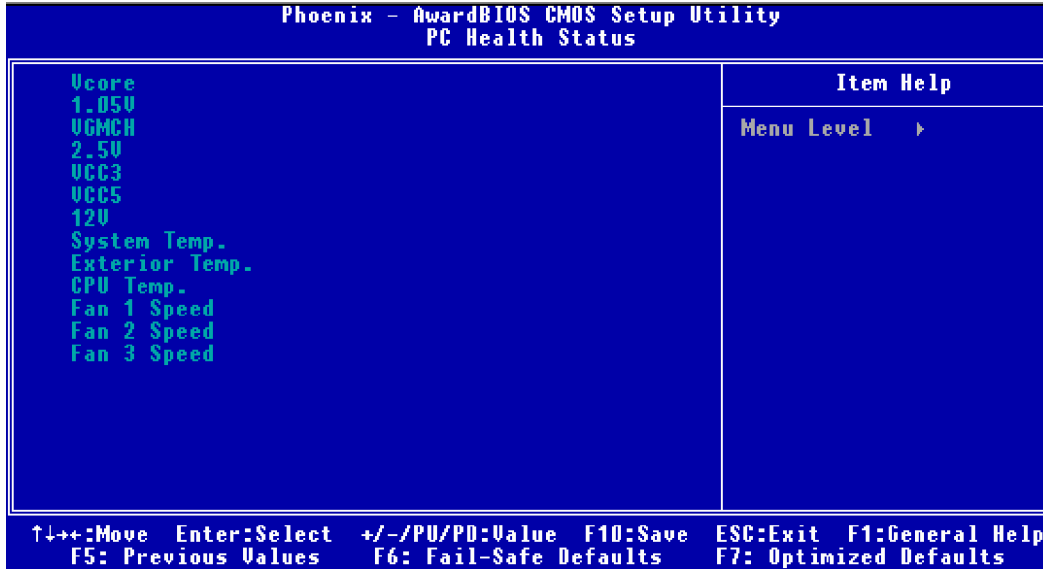 Phoenix - AwardBIOS CMOS Setup Utility
PC Health Status
Vcore
1.05V
VGMCH
2.5V
VCC3
VCC5
12V
System Temp.
Exterior Temp.
CPU Temp.
Fan 1 Speed
Fan 2 Speed
Fan 3 Speed
Item Help
Menu Level ▸
↑↓→←:Move Enter:Select +/-/PU/PD:Value F10:Save ESC:Exit F1:General Help
F5: Previous Values F6: Fail-Safe Defaults F7: Optimized Defaults